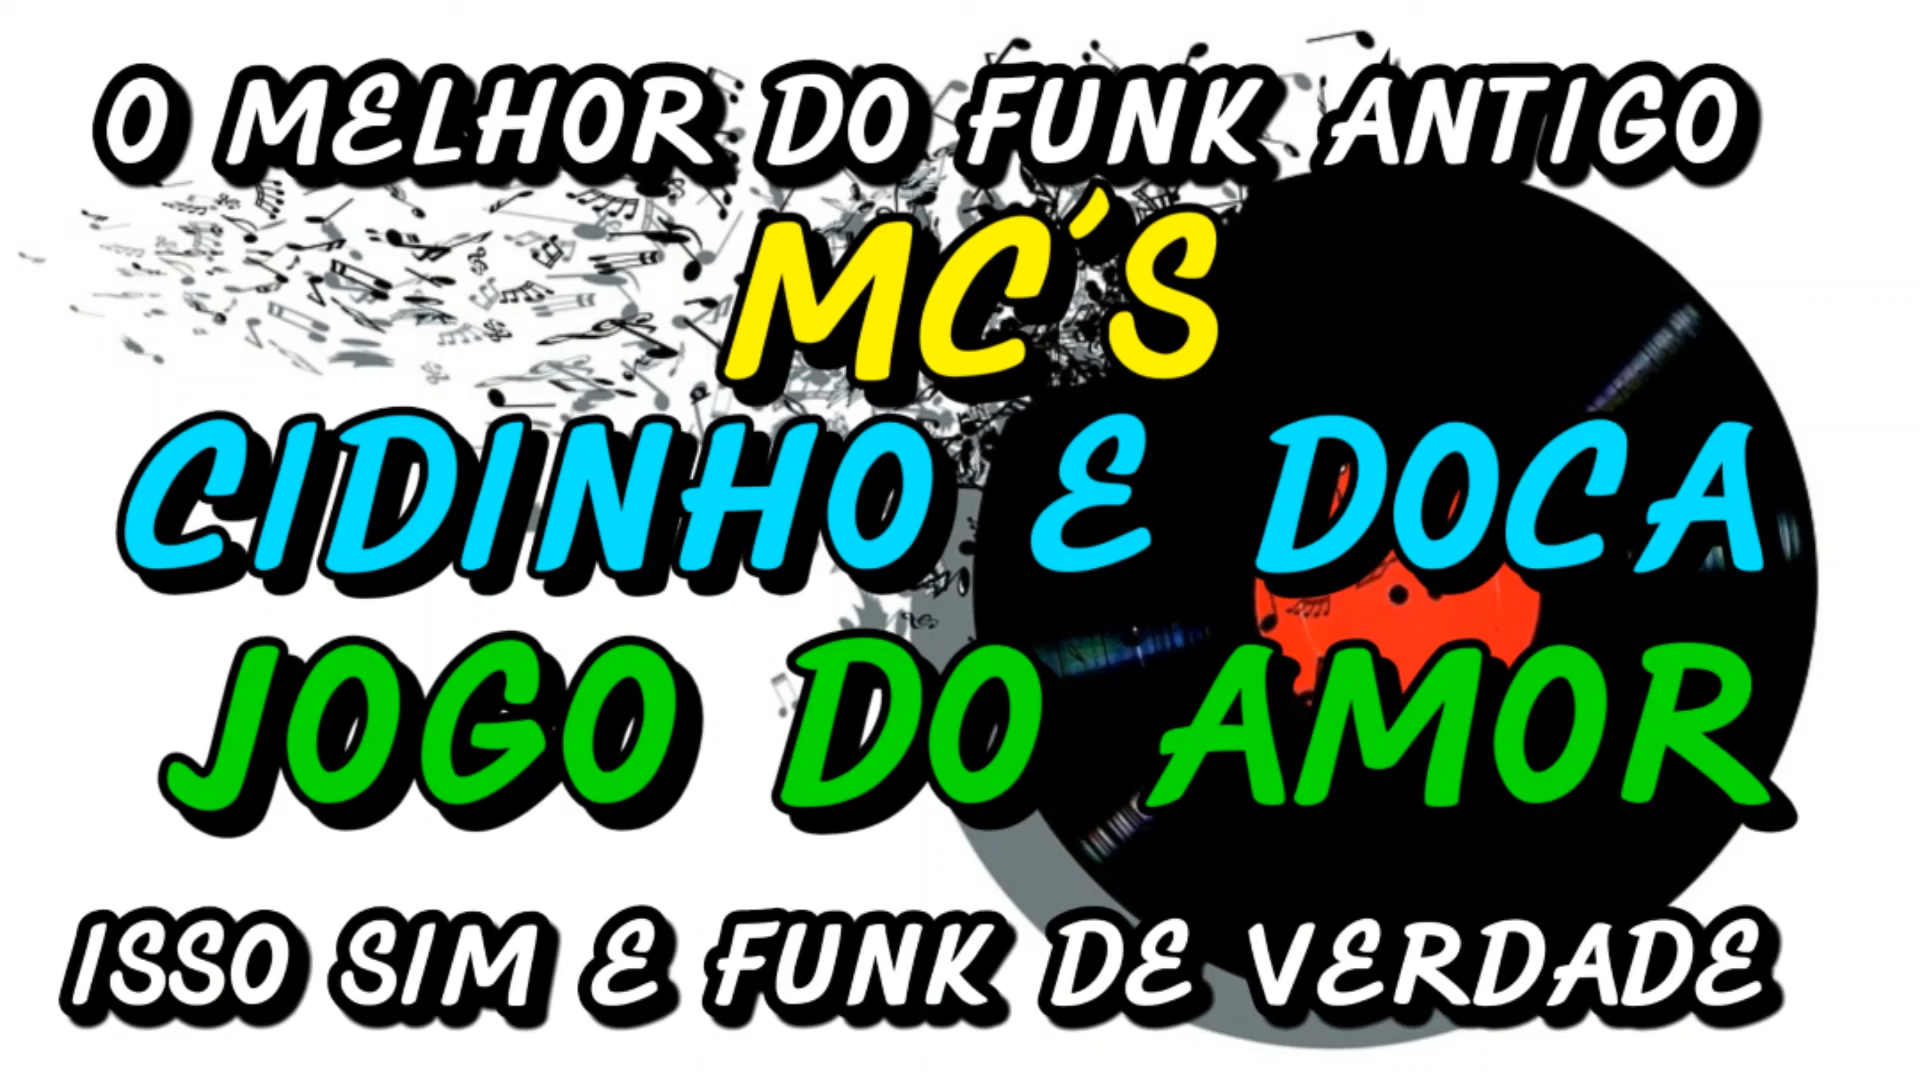 O MELHOR DO FUNK ANTIGO
MC´S
CIDINHO E DOCA
JOGO DO AMOR
ISSO SIM E FUNK DE VERDADE